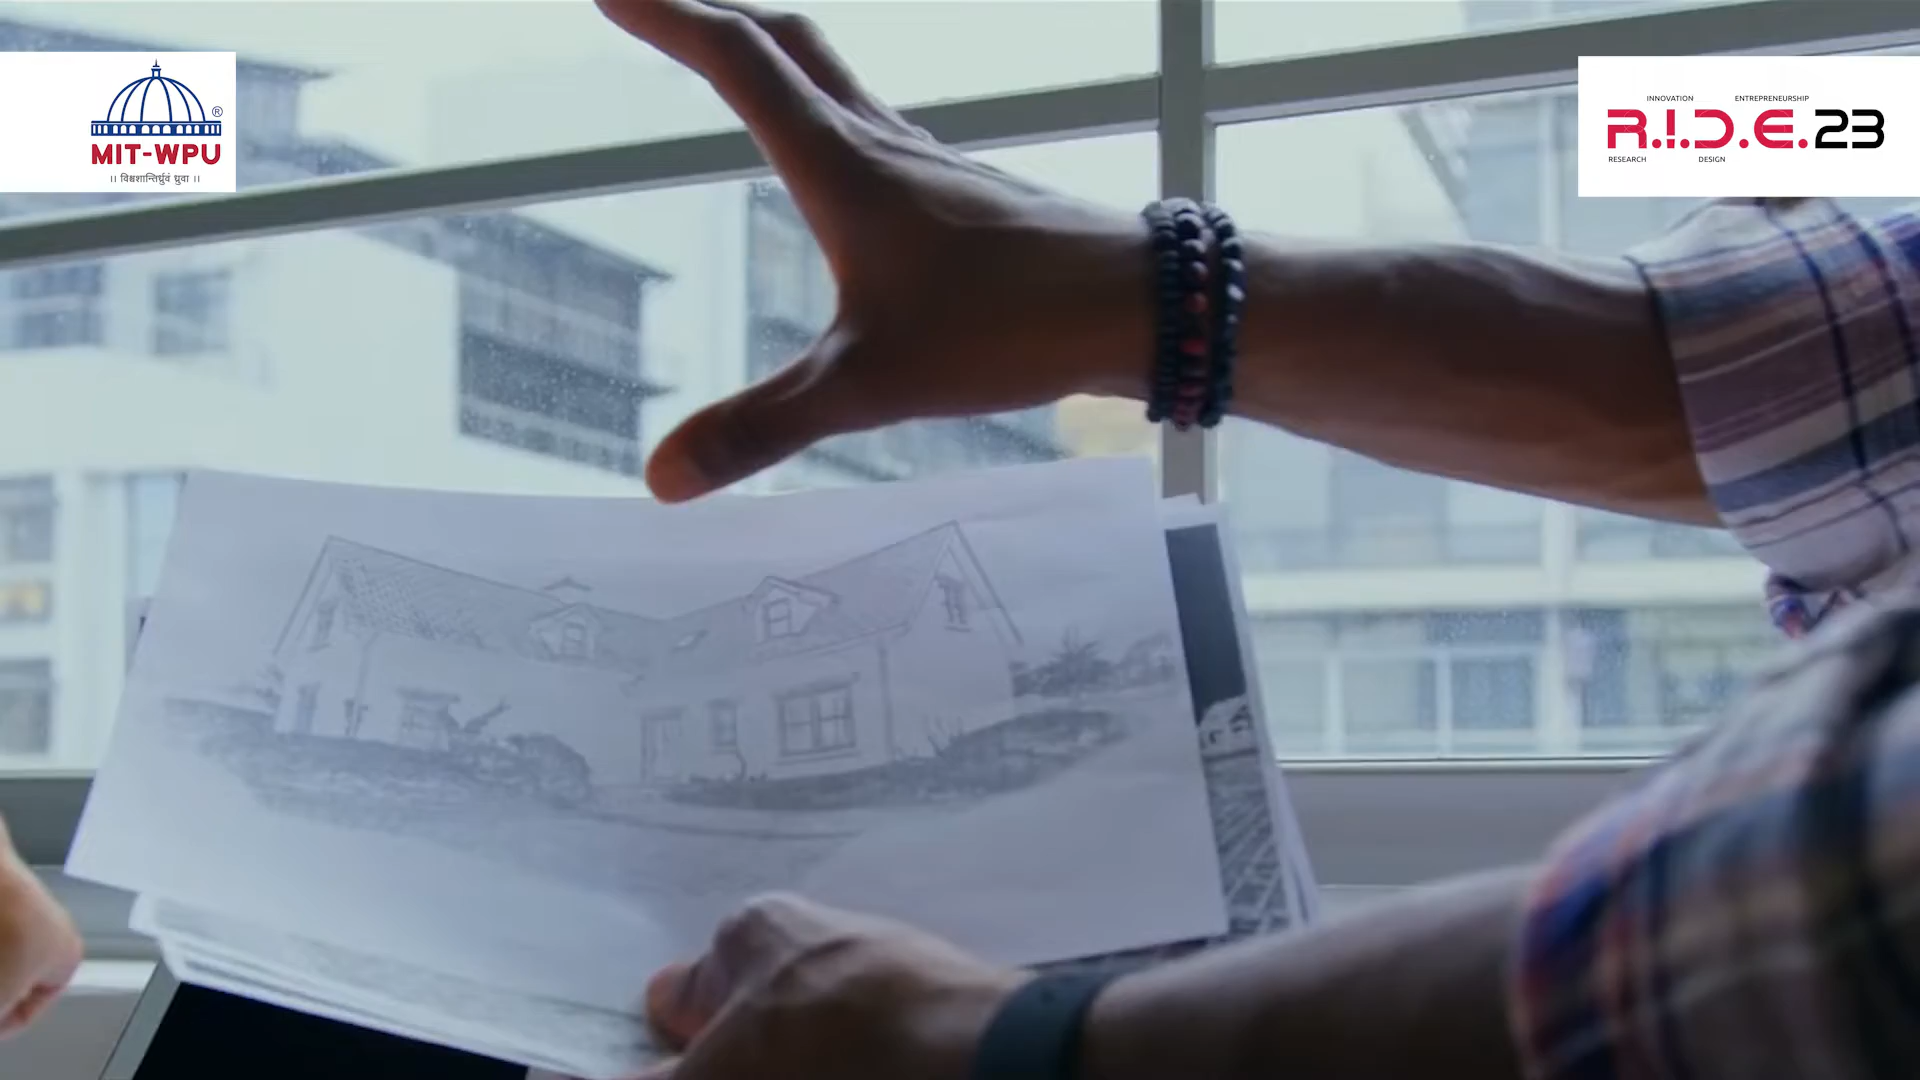 MIT-WPU
®
।। विश्वशान्तिर्ध्रुवं ध्रुवा ।।
INNOVATION ENTREPRENEURSHIP
R.I.D.E.23
RESEARCH DESIGN